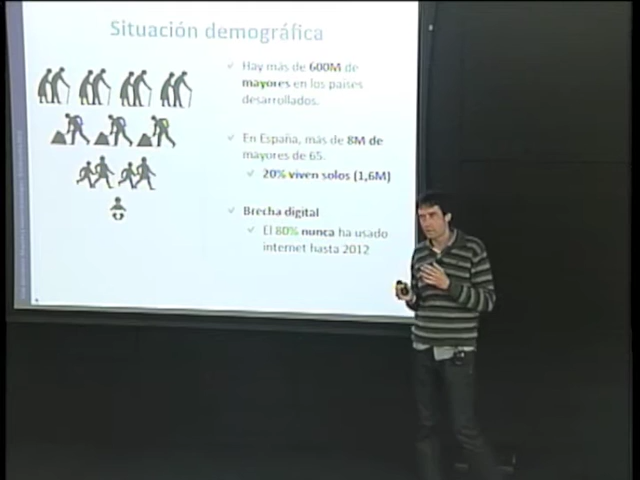 Situación demográfica
✓ Hay más de 600M de
mayores en los países
desarrollados.
✓ En España, más de 8M de
mayores de 65.
✓ 20% viven solos (1,6M)
✓ Brecha digital
✓ El 80% nunca ha usado
internet hasta 2012